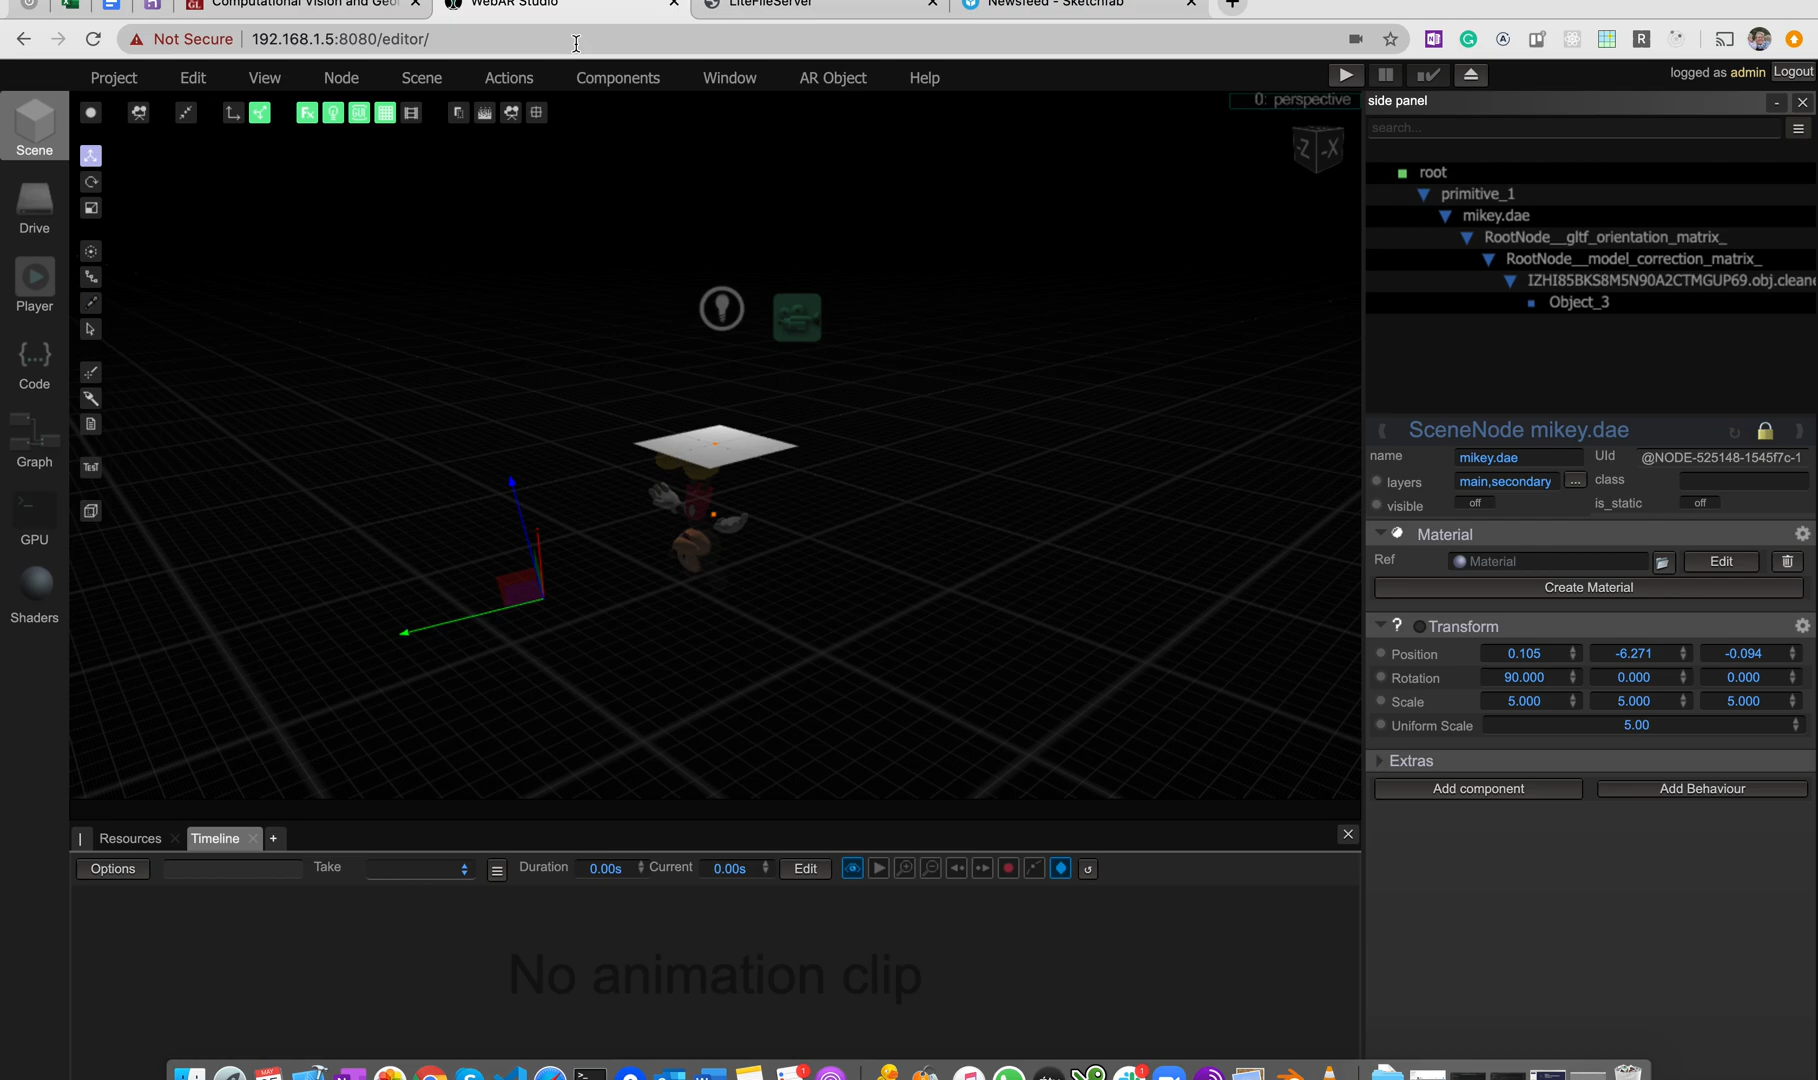 Computational Vision and Geo
WebAR Studio
LiteFileServer
Newsfeed - Sketchfab
Not Secure 192.168.1.5:8080/editor/
Project Edit View Node Scene Actions Components Window AR Object Help
logged as admin Logout
0: perspective
-Z -X
Scene
Drive
Player
Code
Graph
GPU
Shaders
Fx
GUI
TEST
side panel
search...
root
primitive_1
mikey.dae
RootNode__gltf_orientation_matrix_
RootNode__model_correction_matrix_
IZHI85BKS8M5N90A2CTMGUP69.obj.cleane
Object_3
SceneNode mikey.dae
name mikey.dae UId @NODE-525148-1545f7c-1
layers main,secondary ... class
visible off is_static off
Material
Ref Material Edit
Create Material
? Transform
Position 0.105 -6.271 -0.094
Rotation 90.000 0.000 0.000
Scale 5.000 5.000 5.000
Uniform Scale 5.00
Extras
Add component Add Behaviour
Resources Timeline +
Options Take Duration 0.00s Current 0.00s Edit
No animation clip
MAY